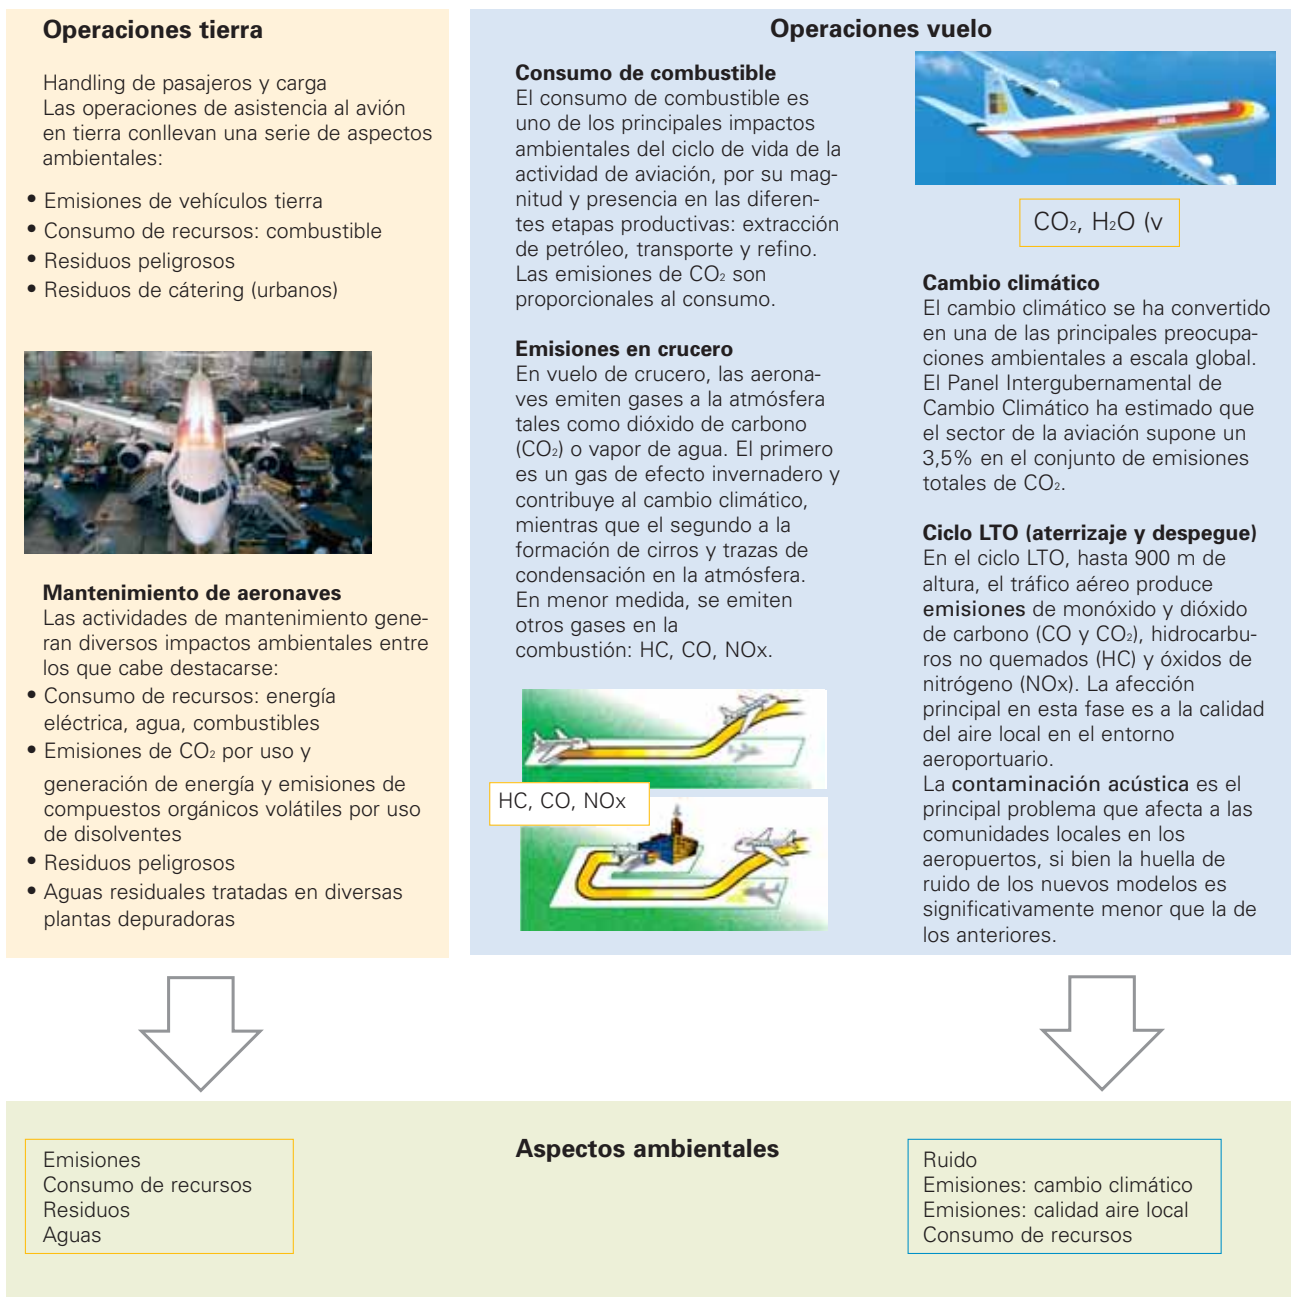 Operaciones tierra
Handling de pasajeros y carga
Las operaciones de asistencia al avión
en tierra conllevan una serie de aspectos
ambientales:
• Emisiones de vehículos tierra
• Consumo de recursos: combustible
• Residuos peligrosos
• Residuos de cátering (urbanos)
Mantenimiento de aeronaves
Las actividades de mantenimiento gene-
ran diversos impactos ambientales entre
los que cabe destacarse:
• Consumo de recursos: energía
eléctrica, agua, combustibles
• Emisiones de CO₂ por uso y
generación de energía y emisiones de
compuestos orgánicos volátiles por uso
de disolventes
• Residuos peligrosos
• Aguas residuales tratadas en diversas
plantas depuradoras
Operaciones vuelo
Consumo de combustible
El consumo de combustible es
uno de los principales impactos
ambientales del ciclo de vida de la
actividad de aviación, por su mag-
nitud y presencia en las diferen-
tes etapas productivas: extracción
de petróleo, transporte y refino.
Las emisiones de CO₂ son
proporcionales al consumo.
Emisiones en crucero
En vuelo de crucero, las aerona-
ves emiten gases a la atmósfera
tales como dióxido de carbono
(CO₂) o vapor de agua. El primero
es un gas de efecto invernadero y
contribuye al cambio climático,
mientras que el segundo a la
formación de cirros y trazas de
condensación en la atmósfera.
En menor medida, se emiten
otros gases en la
combustión: HC, CO, NOx.
HC, CO, NOx
CO₂, H₂O (v
Cambio climático
El cambio climático se ha convertido
en una de las principales preocupa-
ciones ambientales a escala global.
El Panel Intergubernamental de
Cambio Climático ha estimado que
el sector de la aviación supone un
3,5% en el conjunto de emisiones
totales de CO₂.
Ciclo LTO (aterrizaje y despegue)
En el ciclo LTO, hasta 900 m de
altura, el tráfico aéreo produce
emisiones de monóxido y dióxido
de carbono (CO y CO₂), hidrocarbu-
ros no quemados (HC) y óxidos de
nitrógeno (NOx). La afección
principal en esta fase es a la calidad
del aire local en el entorno
aeroportuario.
La contaminación acústica es el
principal problema que afecta a las
comunidades locales en los
aeropuertos, si bien la huella de
ruido de los nuevos modelos es
significativamente menor que la de
los anteriores.
Aspectos ambientales
Emisiones
Consumo de recursos
Residuos
Aguas
Ruido
Emisiones: cambio climático
Emisiones: calidad aire local
Consumo de recursos